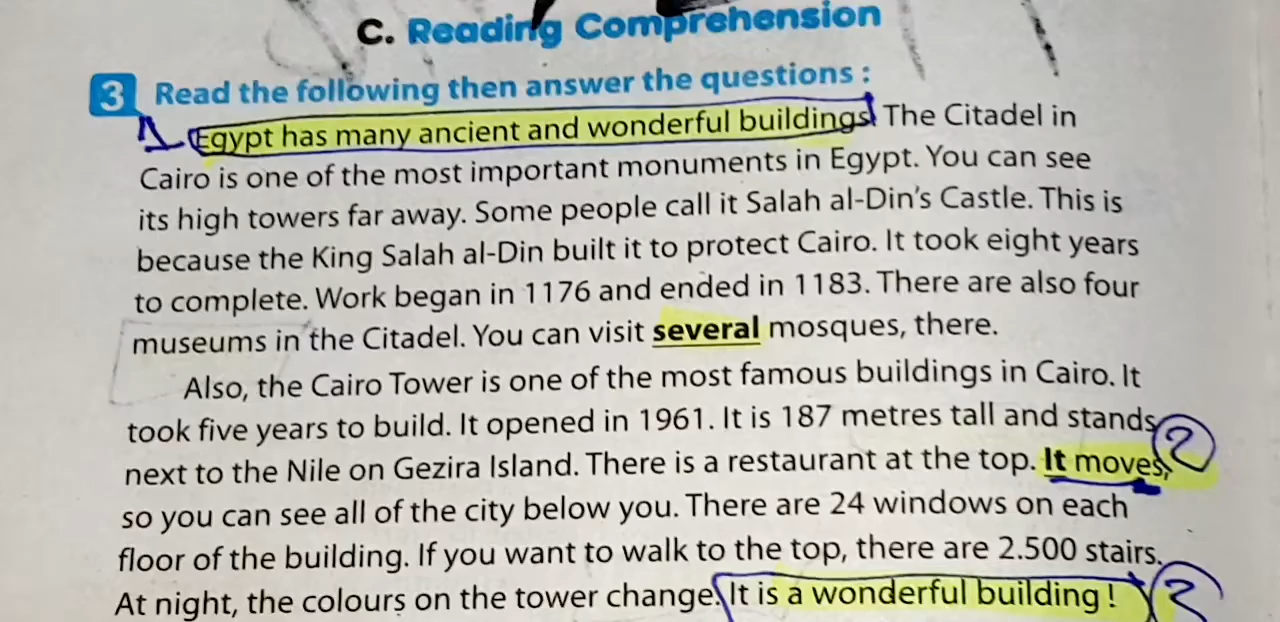 C. Reading Comprehension
3 Read the following then answer the questions :
1 Egypt has many ancient and wonderful buildings. The Citadel in
Cairo is one of the most important monuments in Egypt. You can see
its high towers far away. Some people call it Salah al-Din's Castle. This is
because the King Salah al-Din built it to protect Cairo. It took eight years
to complete. Work began in 1176 and ended in 1183. There are also four
museums in the Citadel. You can visit several mosques, there.
Also, the Cairo Tower is one of the most famous buildings in Cairo. It
took five years to build. It opened in 1961. It is 187 metres tall and stands
next to the Nile on Gezira Island. There is a restaurant at the top. It moves, 2
so you can see all of the city below you. There are 24 windows on each
floor of the building. If you want to walk to the top, there are 2.500 stairs.
At night, the colours on the tower change. It is a wonderful building !